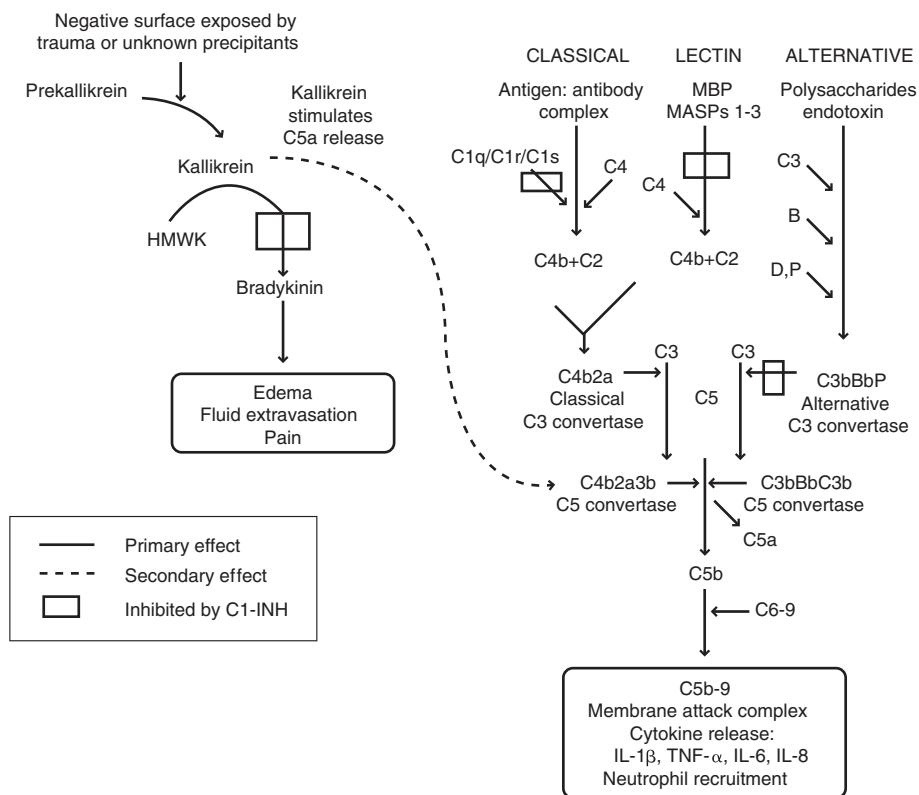 Negative surface exposed by
trauma or unknown precipitants
Prekallikrein
Kallikrein
stimulates
C5a release
Kallikrein
HMWK
Bradykinin
Edema
Fluid extravasation
Pain
Primary effect
Secondary effect
Inhibited by C1-INH
CLASSICAL
Antigen: antibody
complex
C1q/C1r/C1s
C4
C4b+C2
LECTIN
MBP
MASPs 1-3
C4
C4b+C2
ALTERNATIVE
Polysaccharides
endotoxin
C3
B
D,P
C4b2a
Classical
C3 convertase
C3
C5
C3
C3bBbP
Alternative
C3 convertase
C4b2a3b
C5 convertase
C3bBbC3b
C5 convertase
C5a
C5b
C6-9
C5b-9
Membrane attack complex
Cytokine release:
IL-1β, TNF-α, IL-6, IL-8
Neutrophil recruitment